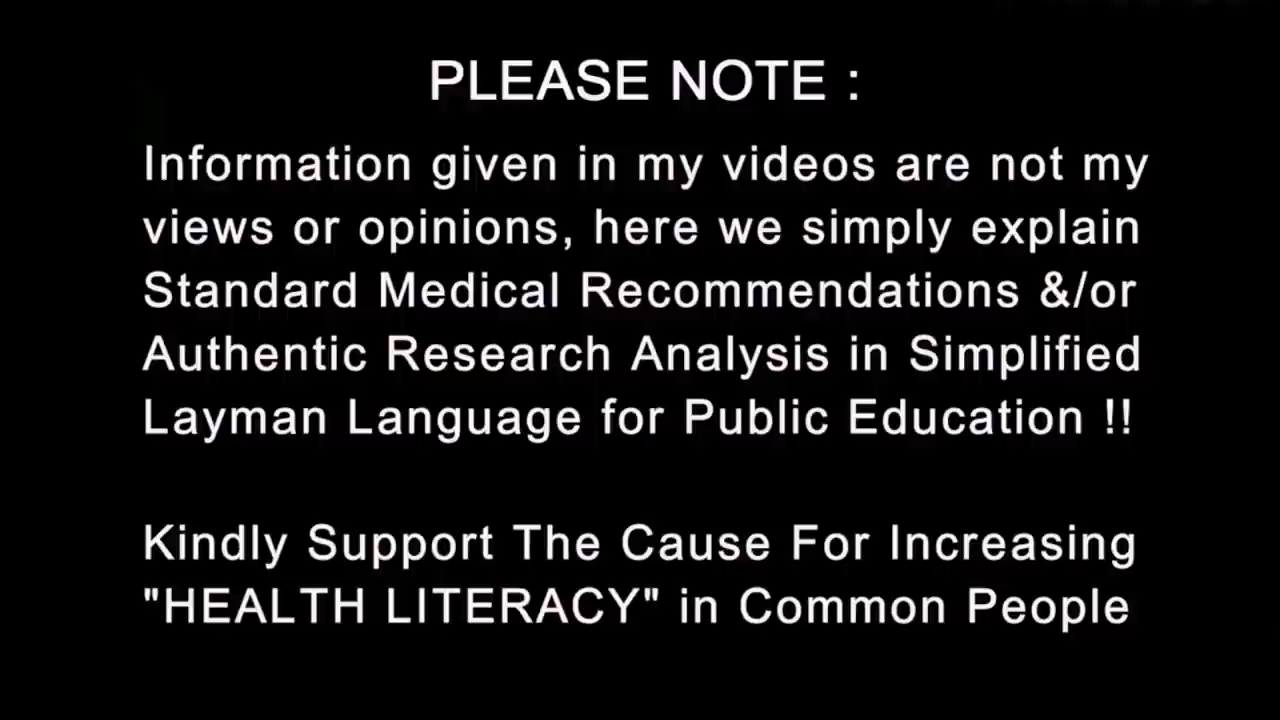 PLEASE NOTE :
Information given in my videos are not my
views or opinions, here we simply explain
Standard Medical Recommendations &/or
Authentic Research Analysis in Simplified
Layman Language for Public Education !!
Kindly Support The Cause For Increasing
"HEALTH LITERACY" in Common People